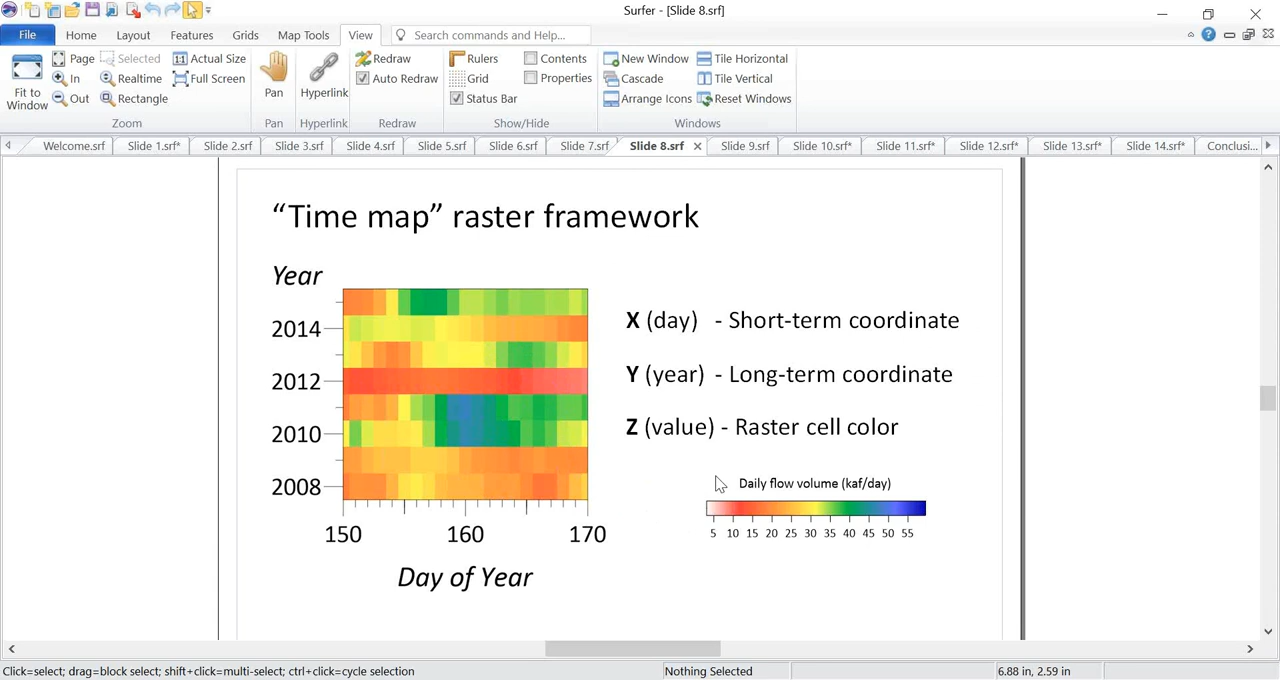 Surfer - [Slide 8.srf]
File Home Layout Features Grids Map Tools View Search commands and Help...
Fit to Window
Page Selected Actual Size
In Realtime Full Screen
Out Rectangle
Zoom
Pan
Pan
Hyperlink
Hyperlink
Redraw
Auto Redraw
Redraw
Rulers Contents
Grid Properties
Status Bar
Show/Hide
New Window Tile Horizontal
Cascade Tile Vertical
Arrange Icons Reset Windows
Windows
Welcome.srf Slide 1.srf* Slide 2.srf Slide 3.srf Slide 4.srf Slide 5.srf Slide 6.srf Slide 7.srf Slide 8.srf Slide 9.srf Slide 10.srf* Slide 11.srf* Slide 12.srf* Slide 13.srf* Slide 14.srf* Conclusi...
“Time map” raster framework
Year
2014
2012
2010
2008
150 160 170
Day of Year
X (day) - Short-term coordinate
Y (year) - Long-term coordinate
Z (value) - Raster cell color
Daily flow volume (kaf/day)
5 10 15 20 25 30 35 40 45 50 55
Click=select; drag=block select; shift+click=multi-select; ctrl+click=cycle selection Nothing Selected 6.88 in, 2.59 in